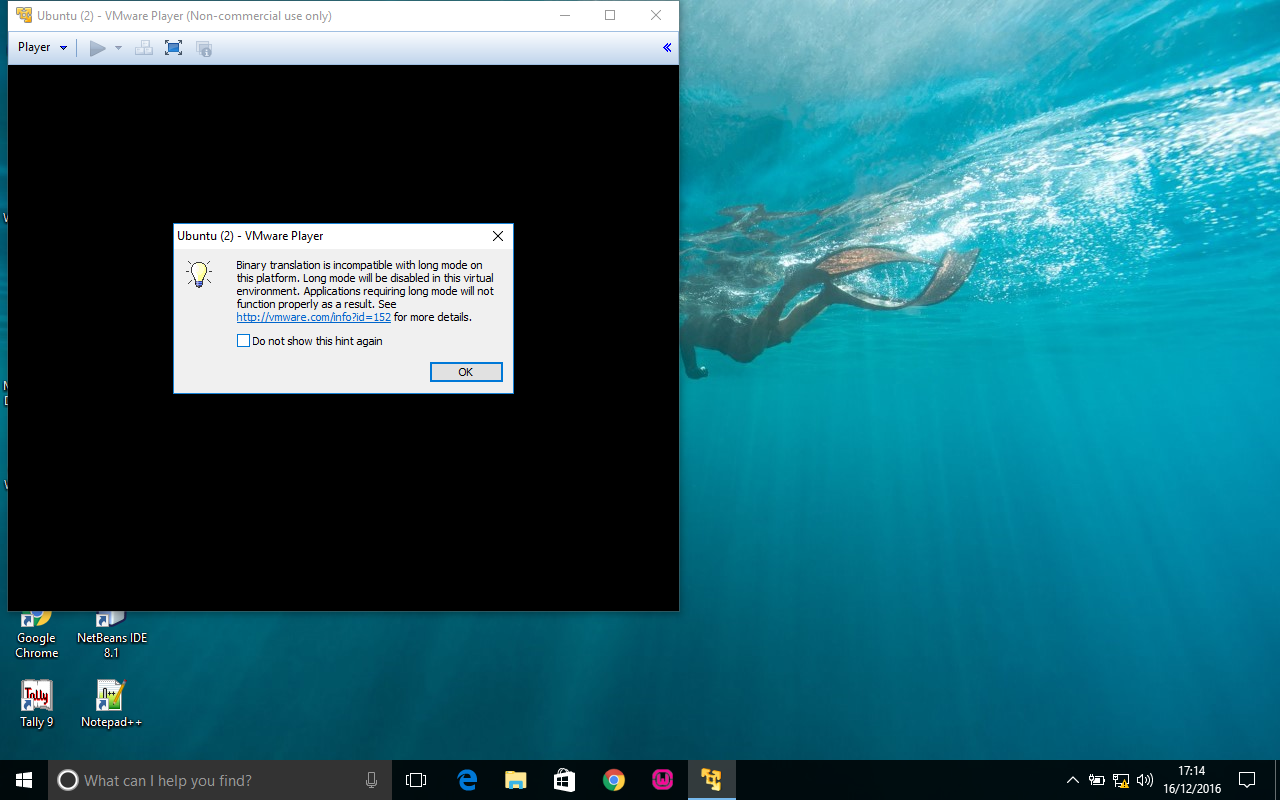 Ubuntu (2) - VMware Player (Non-commercial use only)
Player
Ubuntu (2) - VMware Player
Binary translation is incompatible with long mode on
this platform. Long mode will be disabled in this virtual
environment. Applications requiring long mode will not
function properly as a result. See
http://vmware.com/info?id=152 for more details.
Do not show this hint again
OK
Google
Chrome
NetBeans IDE
8.1
Tally
Tally 9
Notepad++
What can I help you find?
17:14
16/12/2016